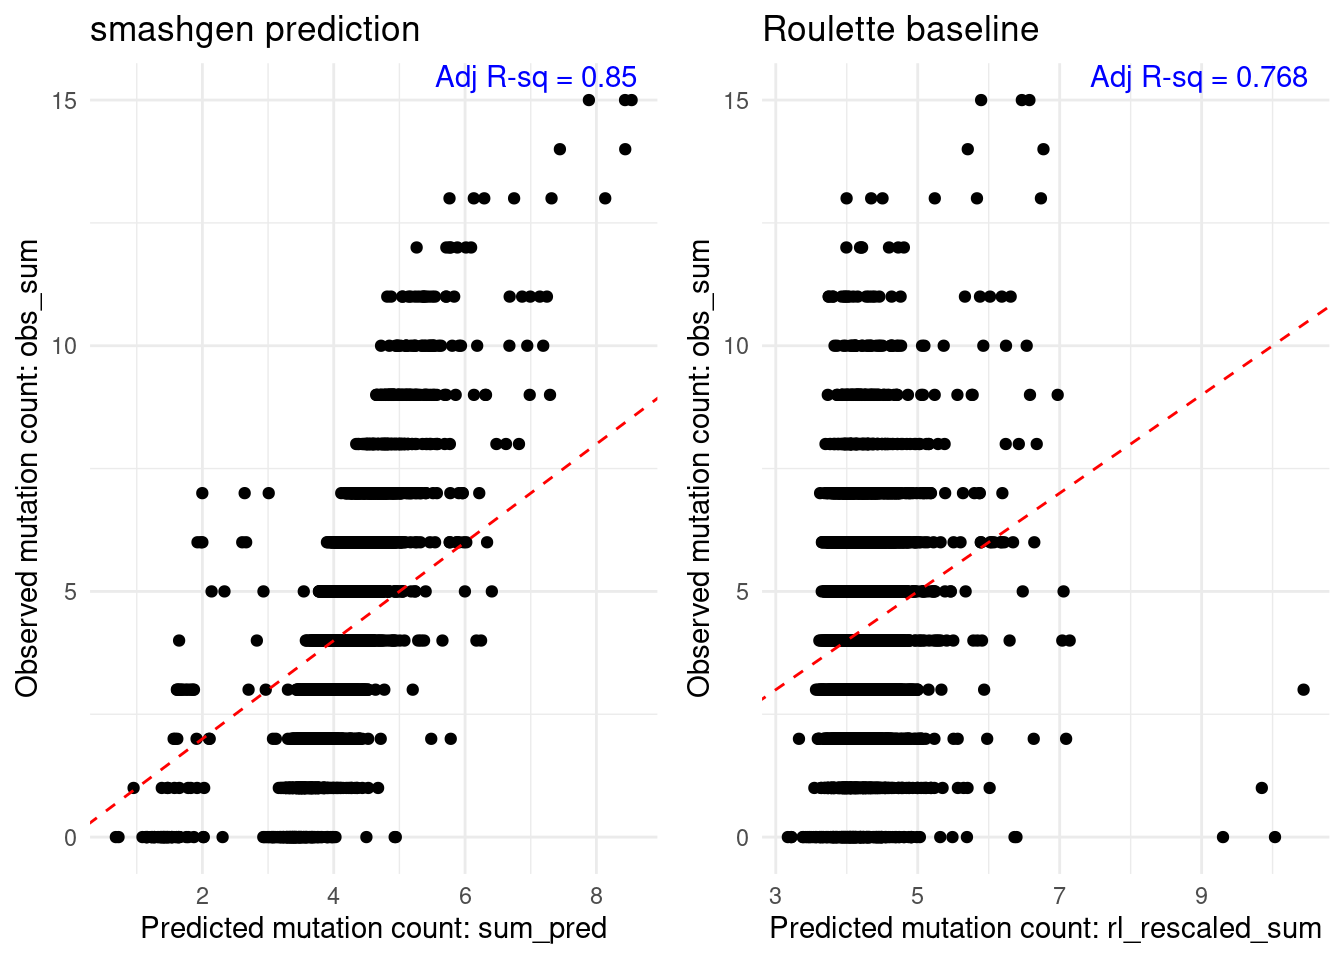 smashgen prediction
Adj R-sq = 0.85
15
10
5
0
2
4
6
8
Observed mutation count: obs_sum
Predicted mutation count: sum_pred
Roulette baseline
Adj R-sq = 0.768
15
10
5
0
3
5
7
9
Observed mutation count: obs_sum
Predicted mutation count: rl_rescaled_sum